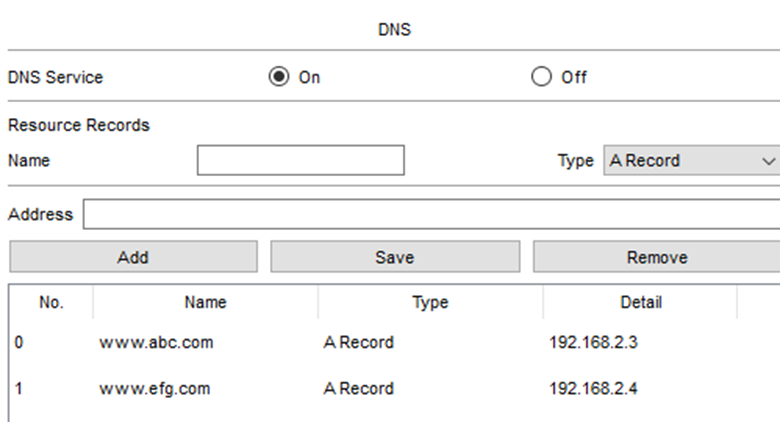 DNS
DNS Service On Off
Resource Records
Name Type A Record
Address
Add Save Remove
No. Name Type Detail
0 www.abc.com A Record 192.168.2.3
1 www.efg.com A Record 192.168.2.4